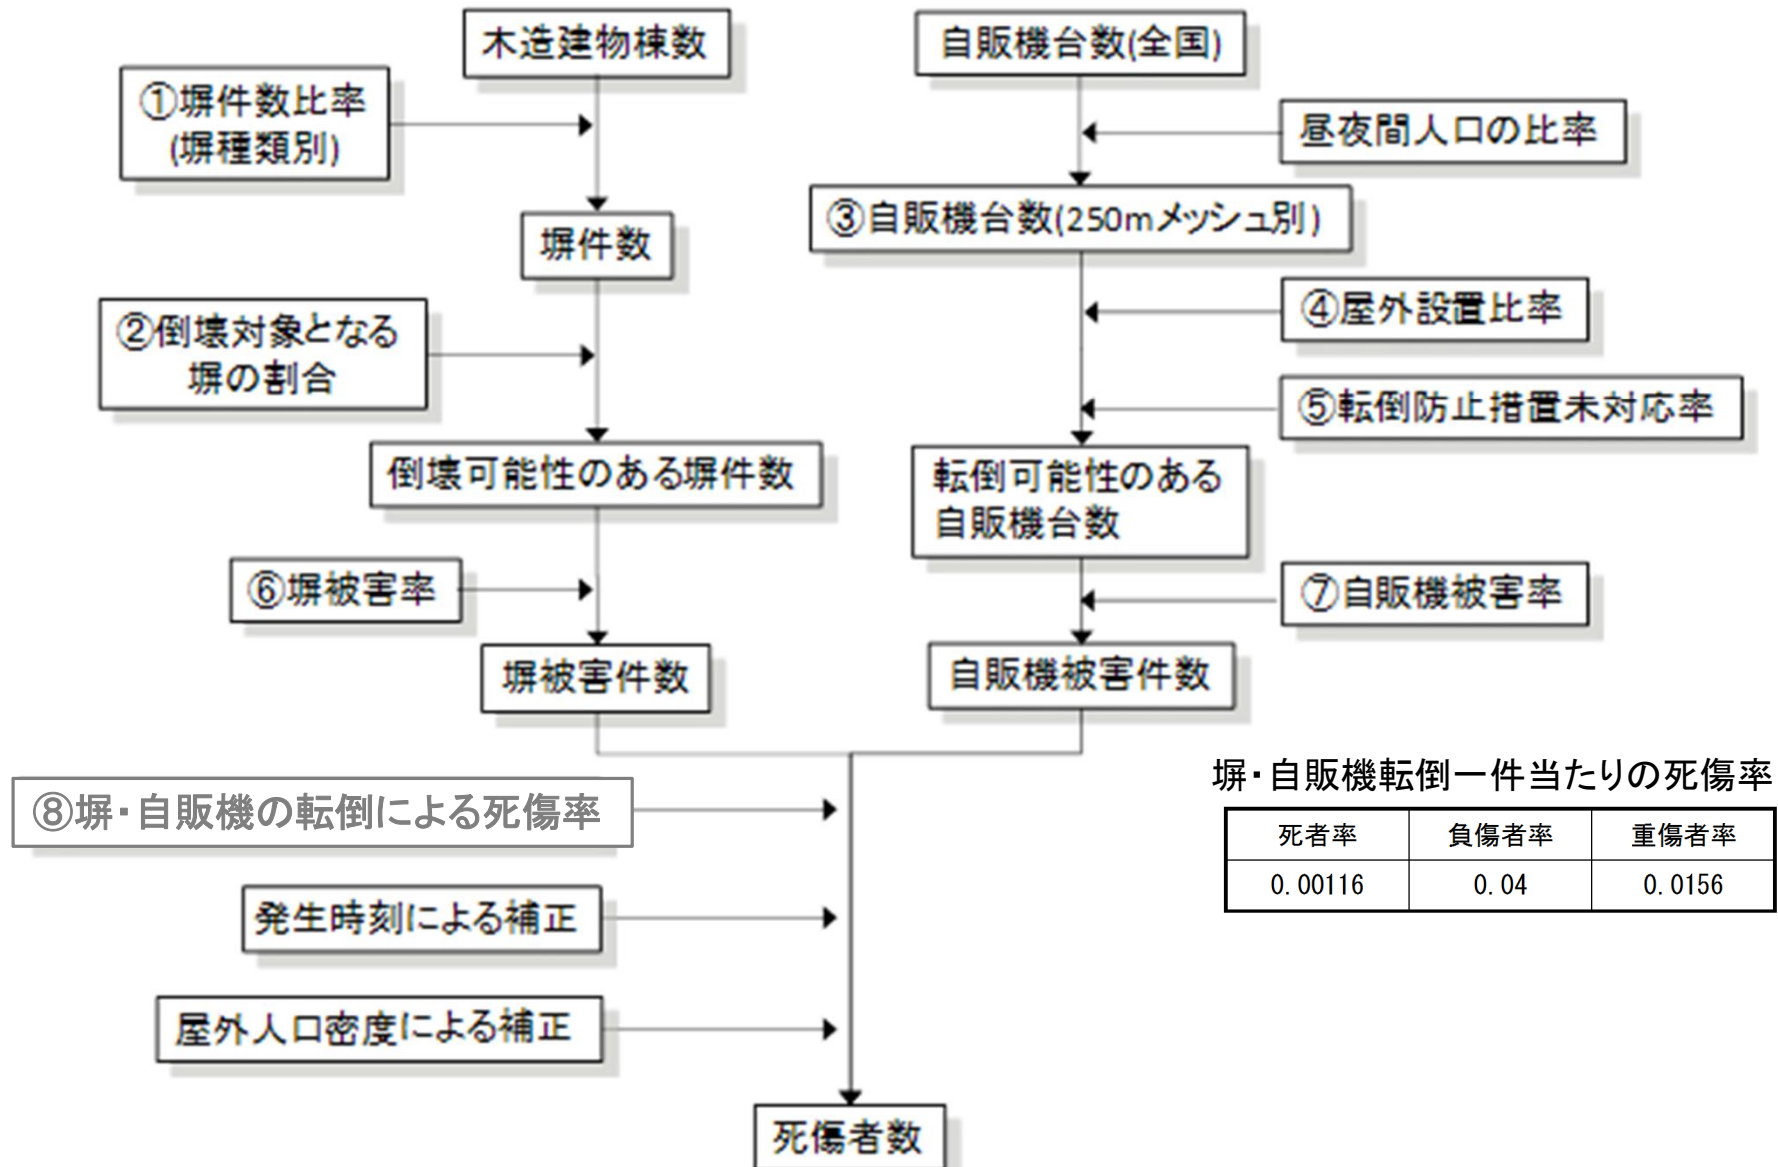 木造建物棟数
自販機台数(全国)
①塀件数比率
(塀種類別)
昼夜間人口の比率
③自販機台数(250mメッシュ別)
塀件数
④屋外設置比率
②倒壊対象となる
塀の割合
⑤転倒防止措置未対応率
倒壊可能性のある塀件数
転倒可能性のある
自販機台数
⑥塀被害率
⑦自販機被害率
塀被害件数
自販機被害件数
塀・自販機転倒一件当たりの死傷率
⑧塀・自販機の転倒による死傷率
死者率 負傷者率 重傷者率
0.00116 0.04 0.0156
発生時刻による補正
屋外人口密度による補正
死傷者数